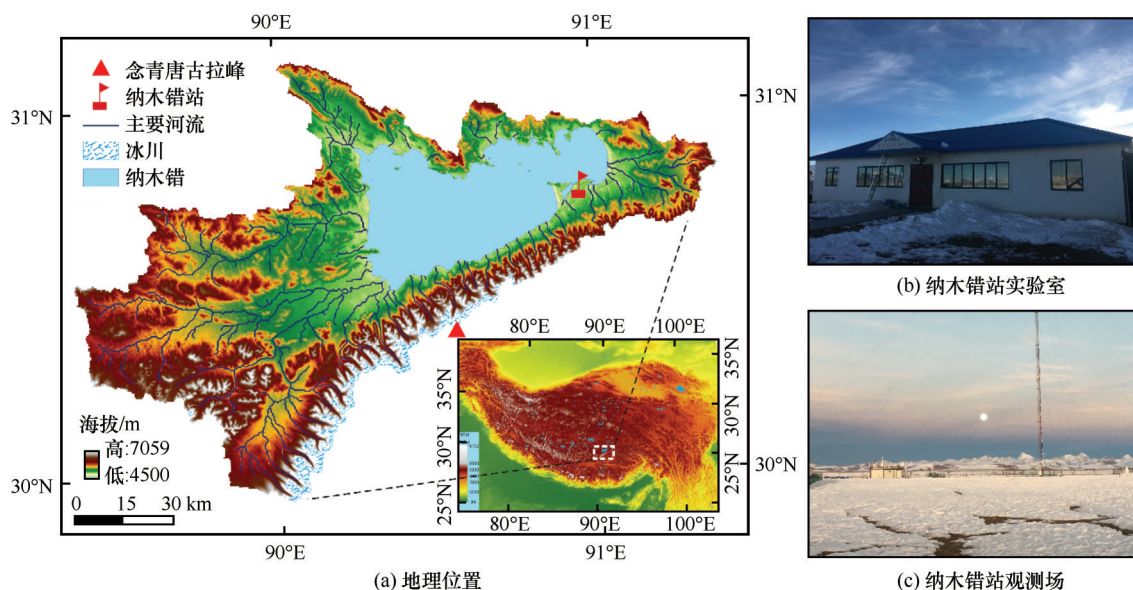 90°E
91°E
念青唐古拉峰
纳木错站
主要河流
冰川
纳木错
31°N
31°N
80°E
90°E
100°E
35°N
35°N
30°N
30°N
25°N
25°N
80°E
90°E
100°E
海拔/m
高:7059
低:4500
30°N
30°N
0 15 30 km
90°E
91°E
(a) 地理位置
(b) 纳木错站实验室
(c) 纳木错站观测场